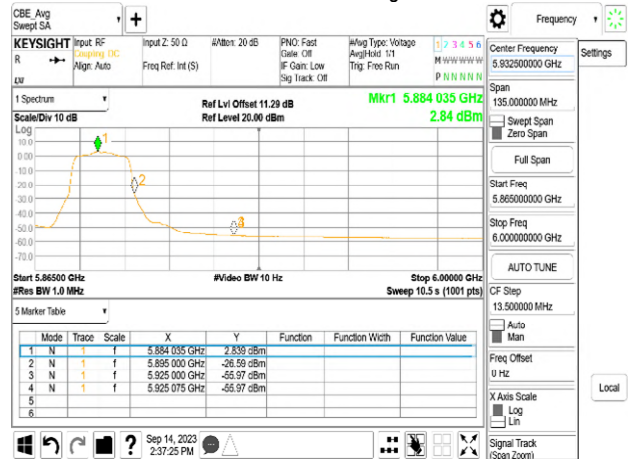 CBE_Avg
Swept SA
+
Frequency
KEYSIGHT
R
Input: RF
Coupling: DC
Align: Auto
Input Z: 50 Ω
Freq Ref: Int (S)
#Atten: 20 dB
PNO: Fast
Gate: Off
IF Gain: Low
Sig Track: Off
#Avg Type: Voltage
Avg|Hold: 1/1
Trig: Free Run
1 2 3 4 5 6
M W W W W W
P N N N N N
1 Spectrum
Scale/Div 10 dB
Ref Lvl Offset 11.29 dB
Ref Level 20.00 dBm
Mkr1 5.884 035 GHz
2.84 dBm
Log
10.0
0.00
-10.0
-20.0
-30.0
-40.0
-50.0
-60.0
-70.0
1
2
Start 5.86500 GHz
#Video BW 10 Hz
Stop 6.00000 GHz
#Res BW 1.0 MHz
Sweep 10.5 s (1001 pts)
5 Marker Table
Mode Trace Scale X Y Function Function Width Function Value
1 N 1 f 5.884 035 GHz 2.839 dBm
2 N 1 f 5.895 000 GHz -26.59 dBm
3 N 1 f 5.925 000 GHz -55.97 dBm
4 N 1 f 5.925 075 GHz -55.97 dBm
5
6
?
Sep 14, 2023
2:37:25 PM
Center Frequency
5.932500000 GHz
Settings
Span
135.000000 MHz
Swept Span
Zero Span
Full Span
Start Freq
5.865000000 GHz
Stop Freq
6.000000000 GHz
AUTO TUNE
CF Step
13.500000 MHz
Auto
Man
Freq Offset
0 Hz
Local
X Axis Scale
Log
Lin
Signal Track
(Span Zoom)